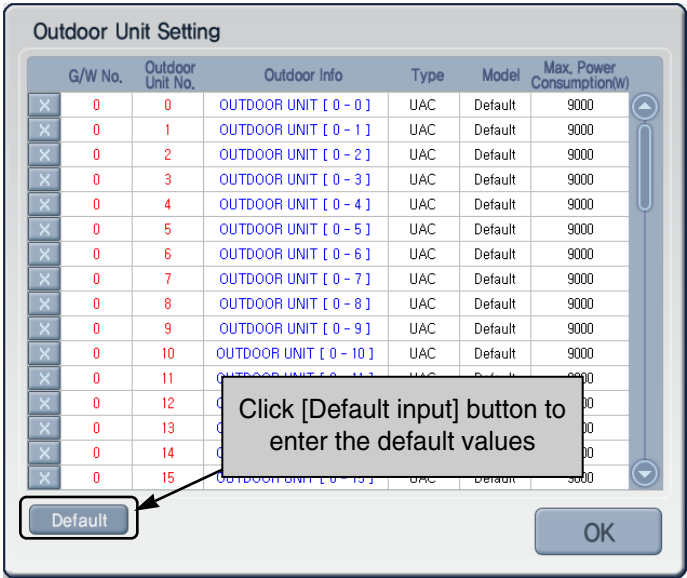 Outdoor Unit Setting
G/W No. Outdoor Unit No. Outdoor Info Type Model Max. Power Consumption(W)
X 0 0 OUTDOOR UNIT [ 0 - 0 ] UAC Default 9000
X 0 1 OUTDOOR UNIT [ 0 - 1 ] UAC Default 9000
X 0 2 OUTDOOR UNIT [ 0 - 2 ] UAC Default 9000
X 0 3 OUTDOOR UNIT [ 0 - 3 ] UAC Default 9000
X 0 4 OUTDOOR UNIT [ 0 - 4 ] UAC Default 9000
X 0 5 OUTDOOR UNIT [ 0 - 5 ] UAC Default 9000
X 0 6 OUTDOOR UNIT [ 0 - 6 ] UAC Default 9000
X 0 7 OUTDOOR UNIT [ 0 - 7 ] UAC Default 9000
X 0 8 OUTDOOR UNIT [ 0 - 8 ] UAC Default 9000
X 0 9 OUTDOOR UNIT [ 0 - 9 ] UAC Default 9000
X 0 10 OUTDOOR UNIT [ 0 - 10 ] UAC Default 9000
X 0 11
X 0 12
X 0 13
X 0 14
X 0 15
Click [Default input] button to
enter the default values
Default
OK